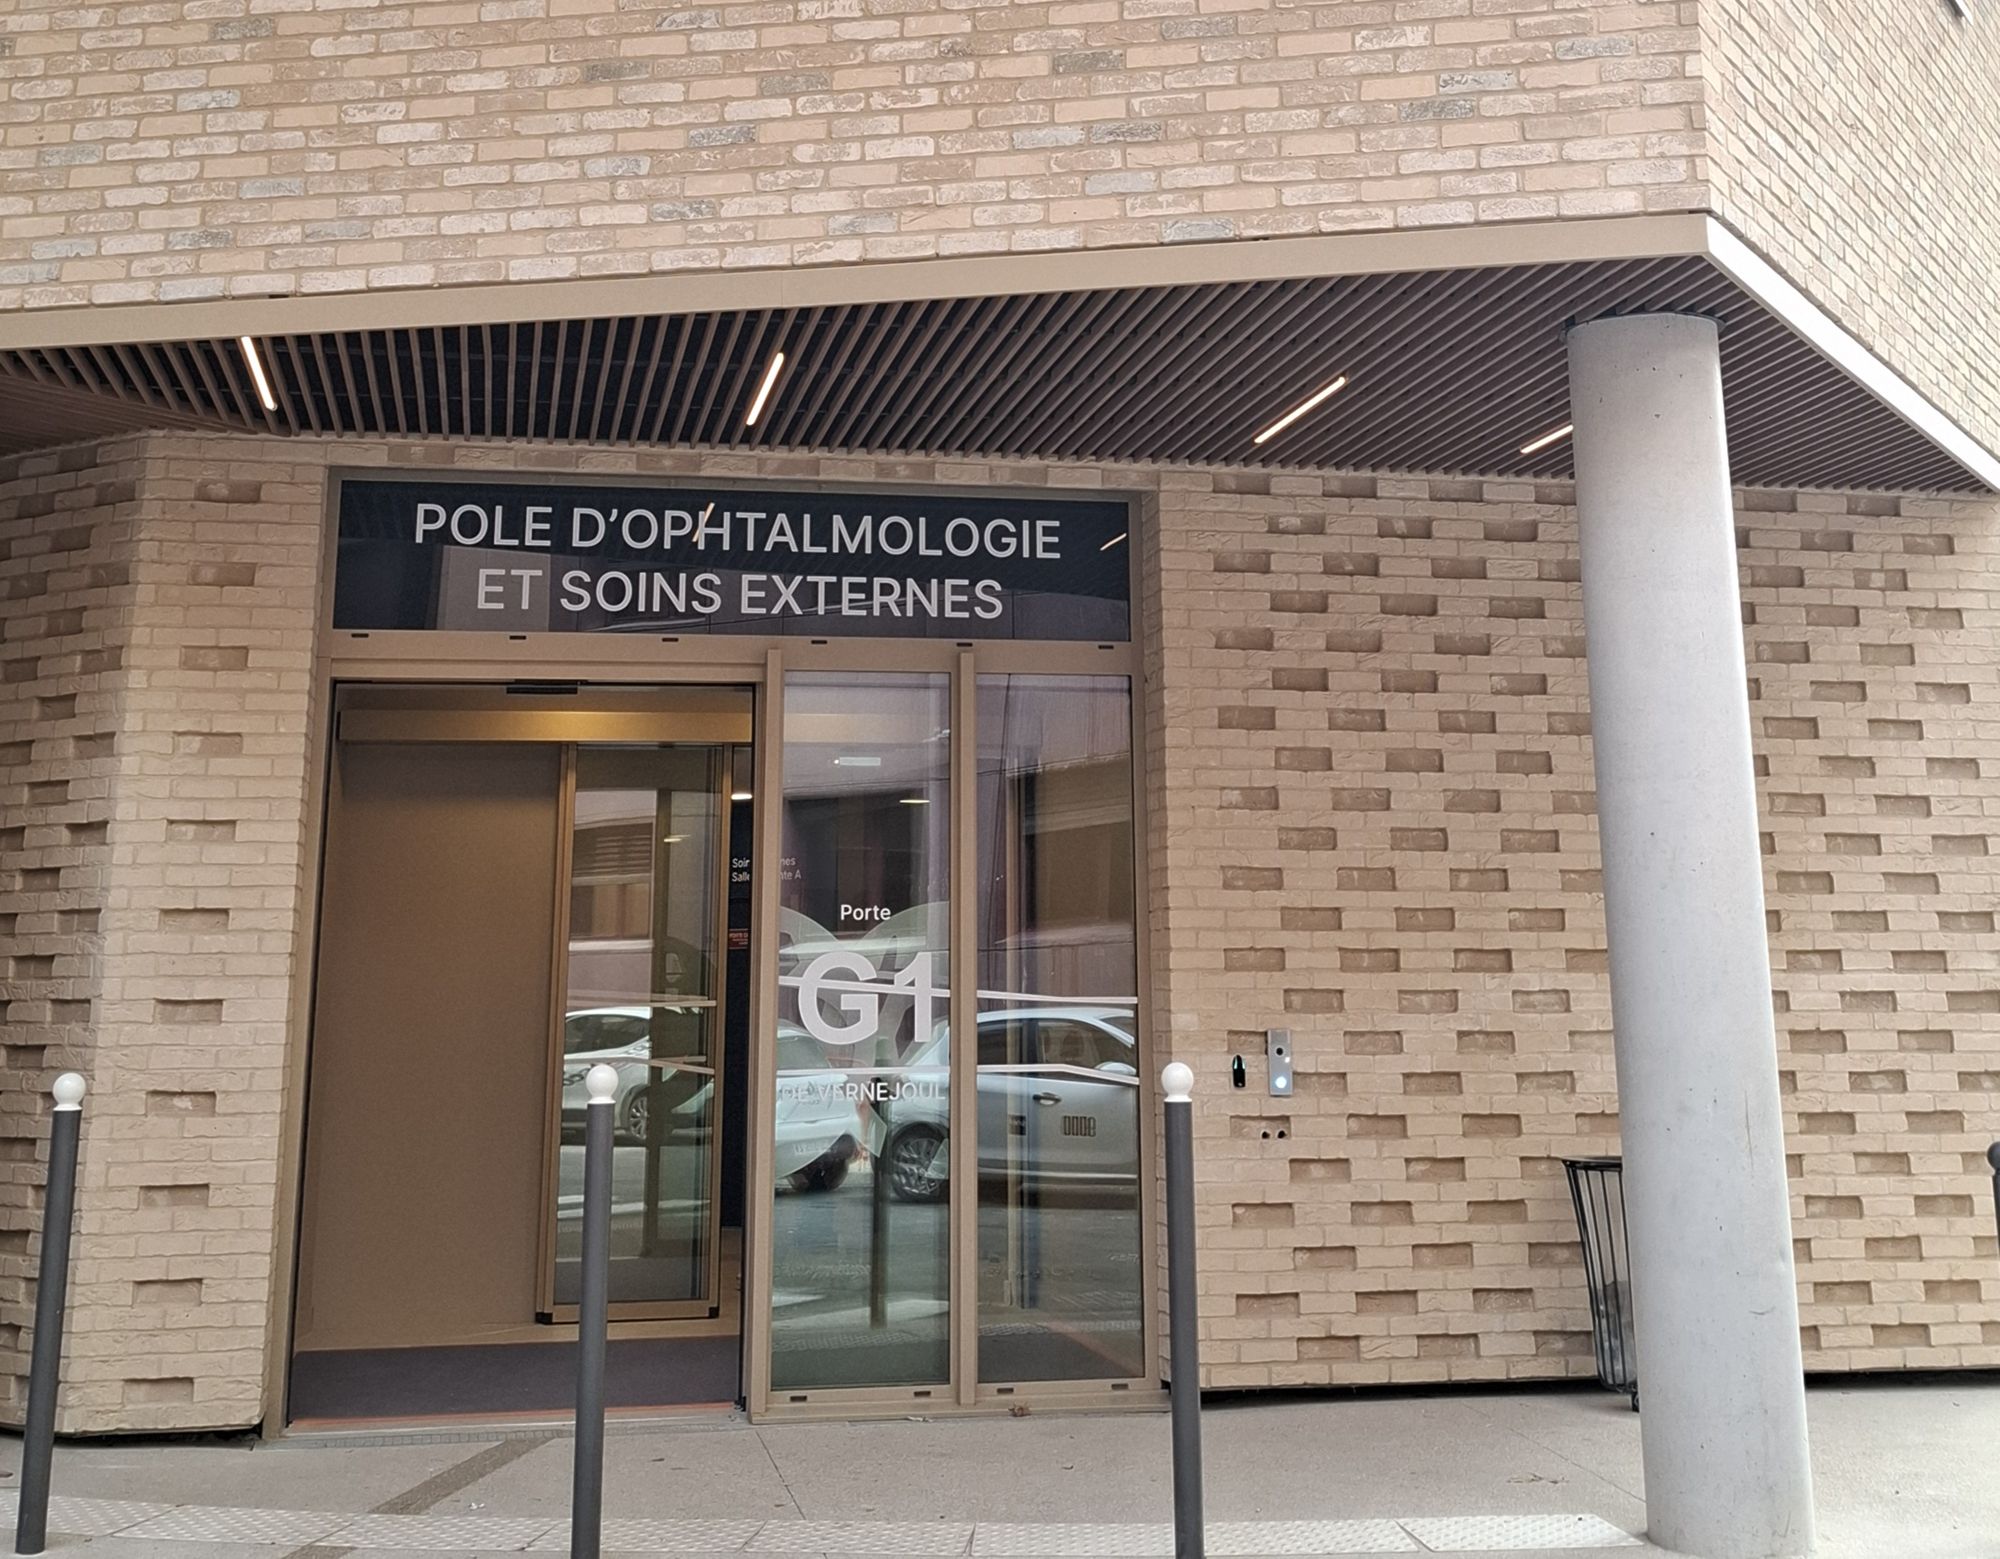 POLE D'OPHTALMOLOGIE
ET SOINS EXTERNES
Porte
G1
DE VERNEJOUL